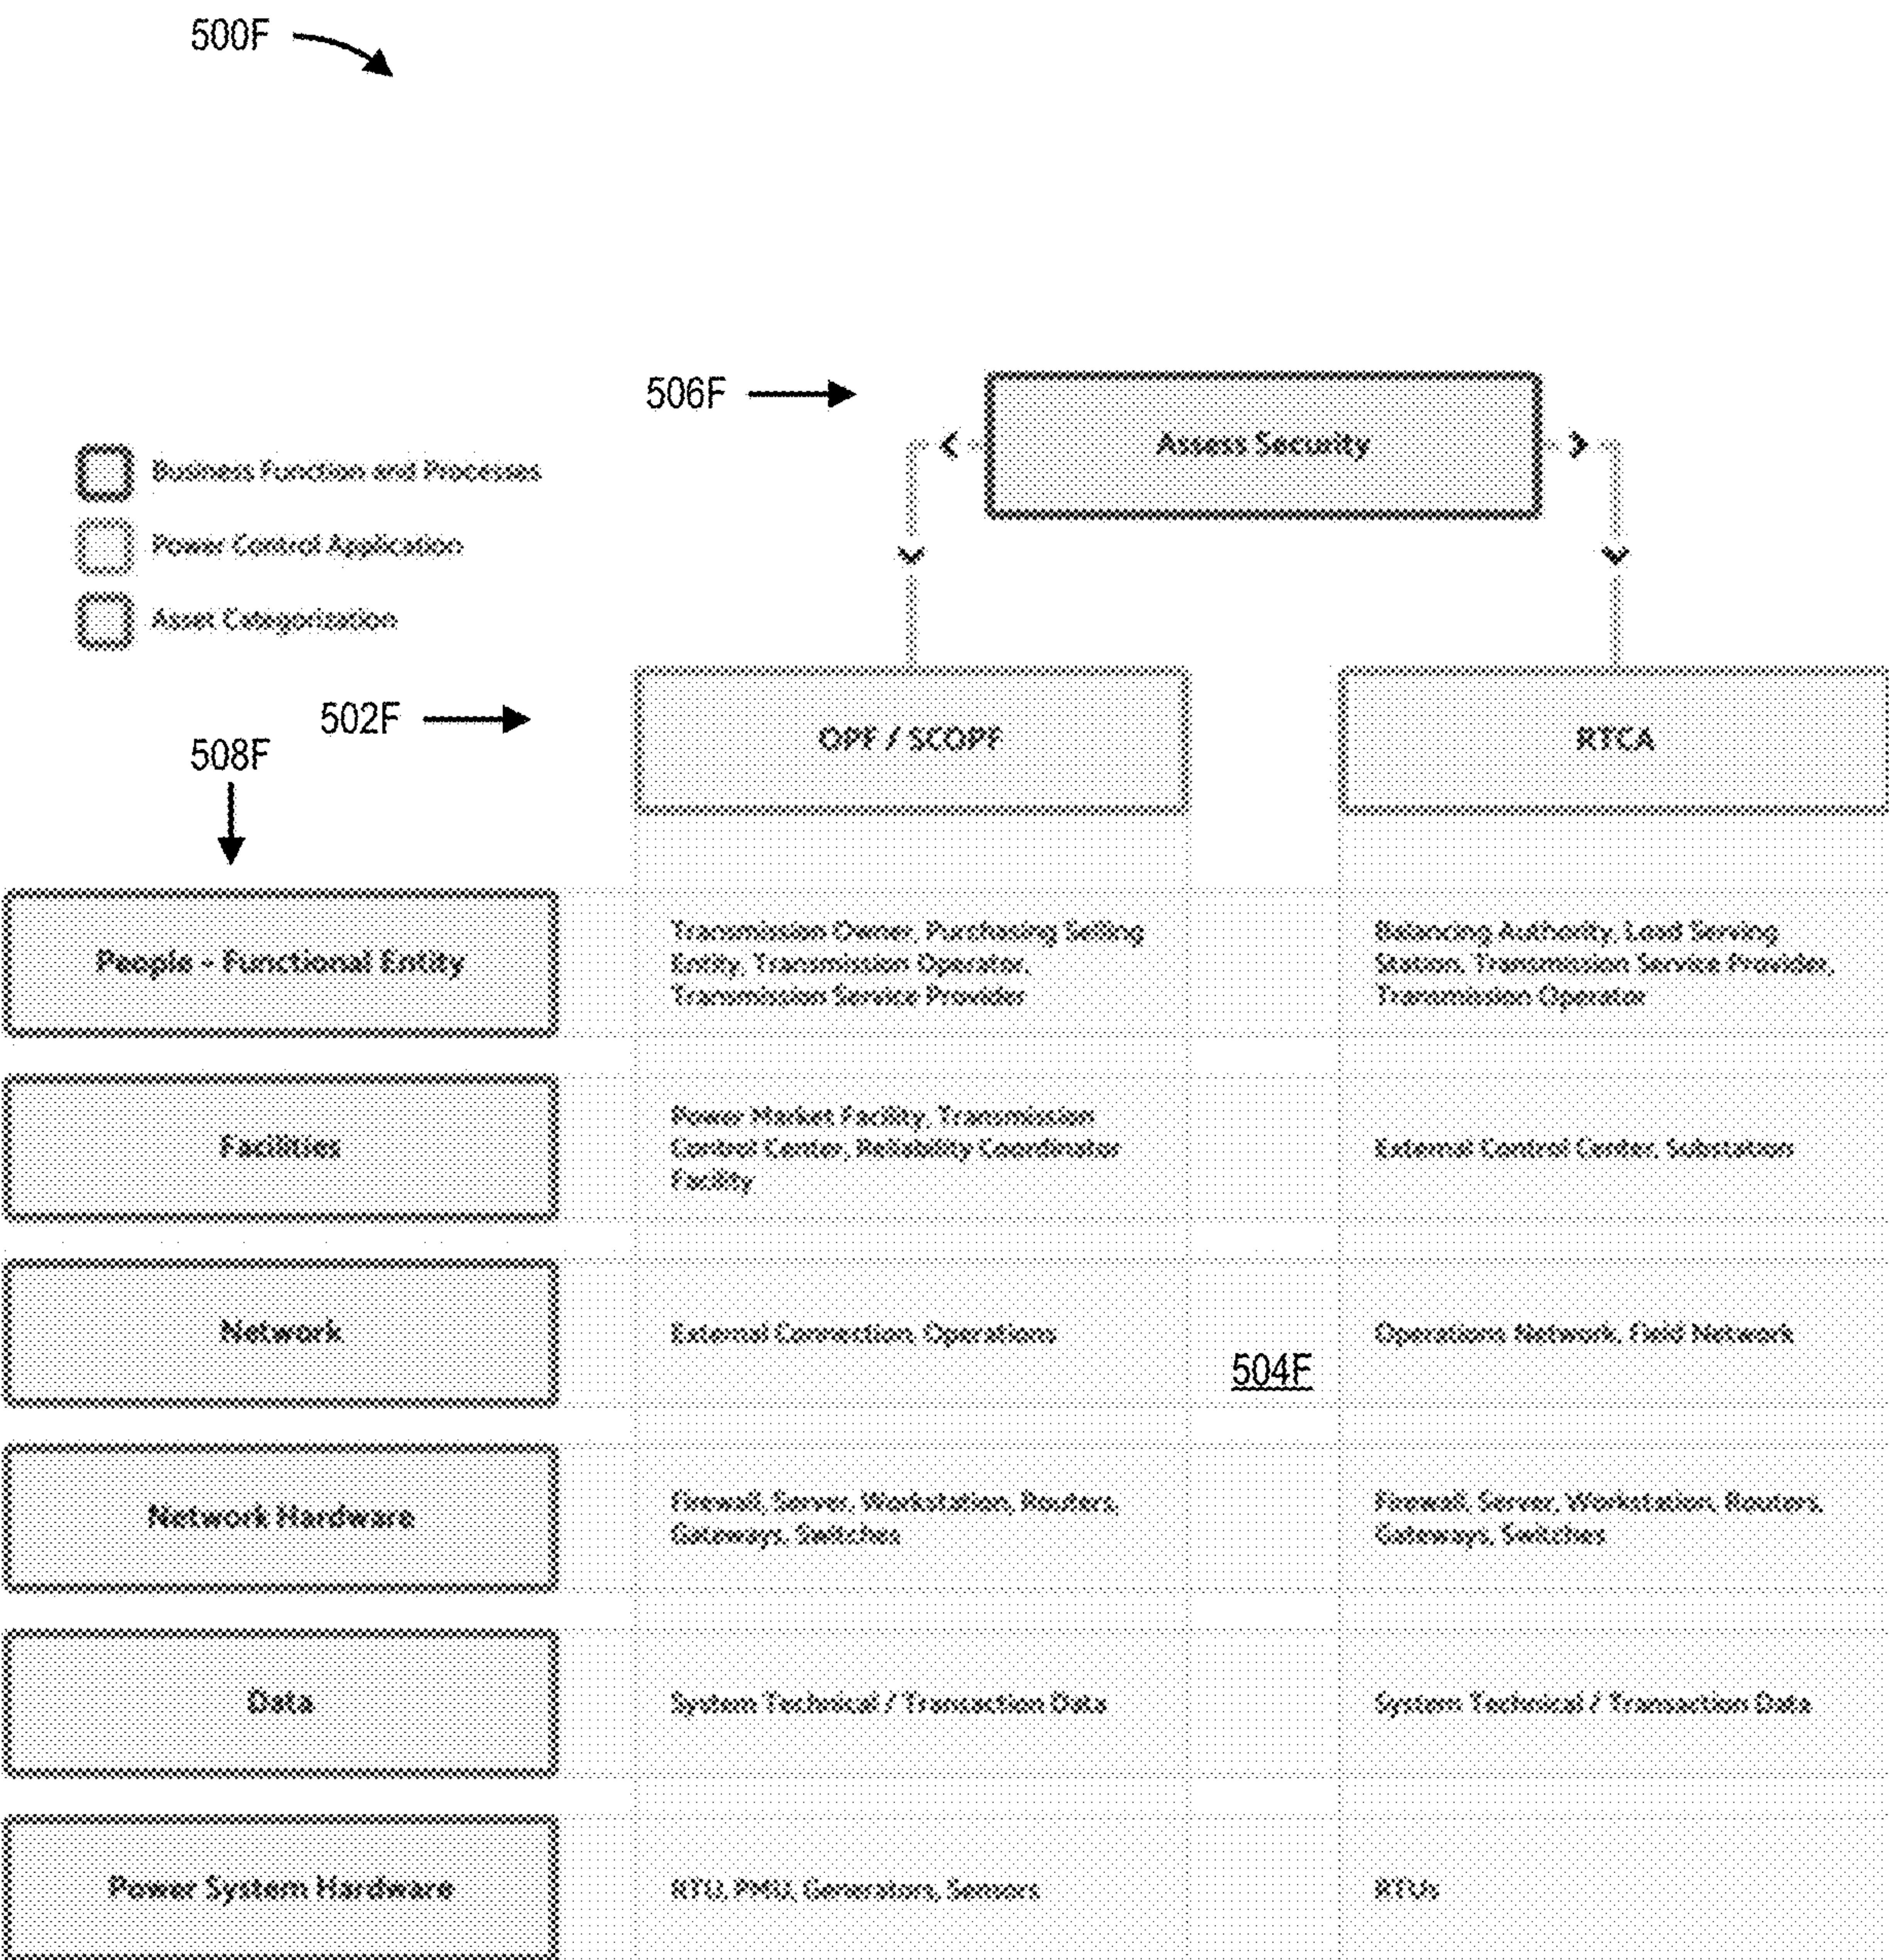 500F
506F
Assess Security
Business Function and Processes
Power Control Application
Asset Categorization
502F
508F
OPF / SCOPF
RTCA
People - Functional Entity
Transmission Owner, Purchasing Selling
Entity, Transmission Operator,
Transmission Service Provider
Balancing Authority, Load Serving
Station, Transmission Service Provider,
Transmission Operator
Facilities
Power Market Facility, Transmission
Control Center, Reliability Coordinator
Facility
External Control Center, Substation
Network
External Connection, Operations
504F
Operations Network, Field Network
Network Hardware
Firewall, Server, Workstation, Routers,
Gateways, Switches
Firewall, Server, Workstation, Routers,
Gateways, Switches
Data
System Technical / Transaction Data
System Technical / Transaction Data
Power System Hardware
RTU, PMU, Generators, Sensors
RTUs